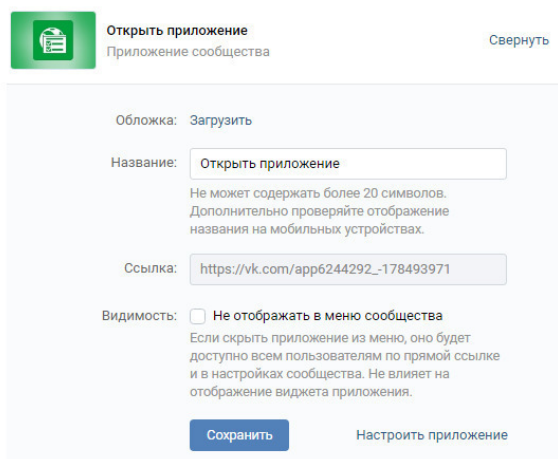 Открыть приложение
Приложение сообщества
Свернуть
Обложка: Загрузить
Название: Открыть приложение
Не может содержать более 20 символов.
Дополнительно проверяйте отображение
названия на мобильных устройствах.
Ссылка: https://vk.com/app6244292_-178493971
Видимость: Не отображать в меню сообщества
Если скрыть приложение из меню, оно будет
доступно всем пользователям по прямой ссылке
и в настройках сообщества. Не влияет на
отображение виджета приложения.
Сохранить Настроить приложение